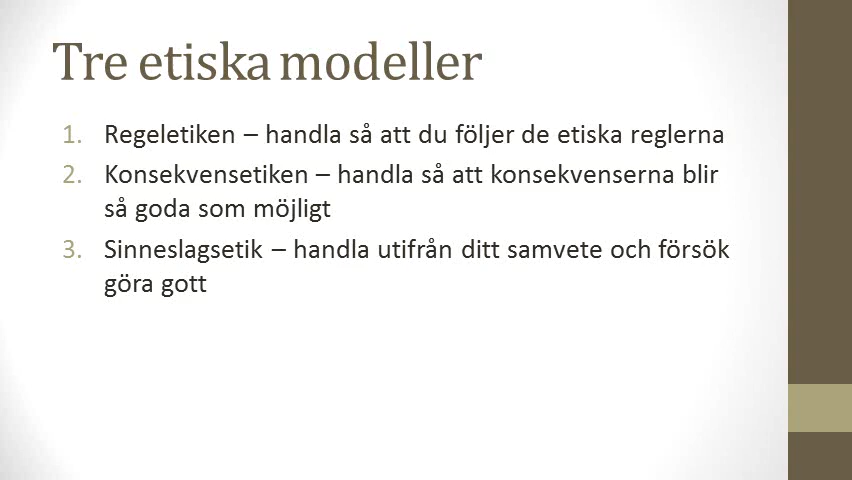 Tre etiska modeller
1. Regeletiken – handla så att du följer de etiska reglerna
2. Konsekvensetiken – handla så att konsekvenserna blir
så goda som möjligt
3. Sinneslagsetik – handla utifrån ditt samvete och försök
göra gott